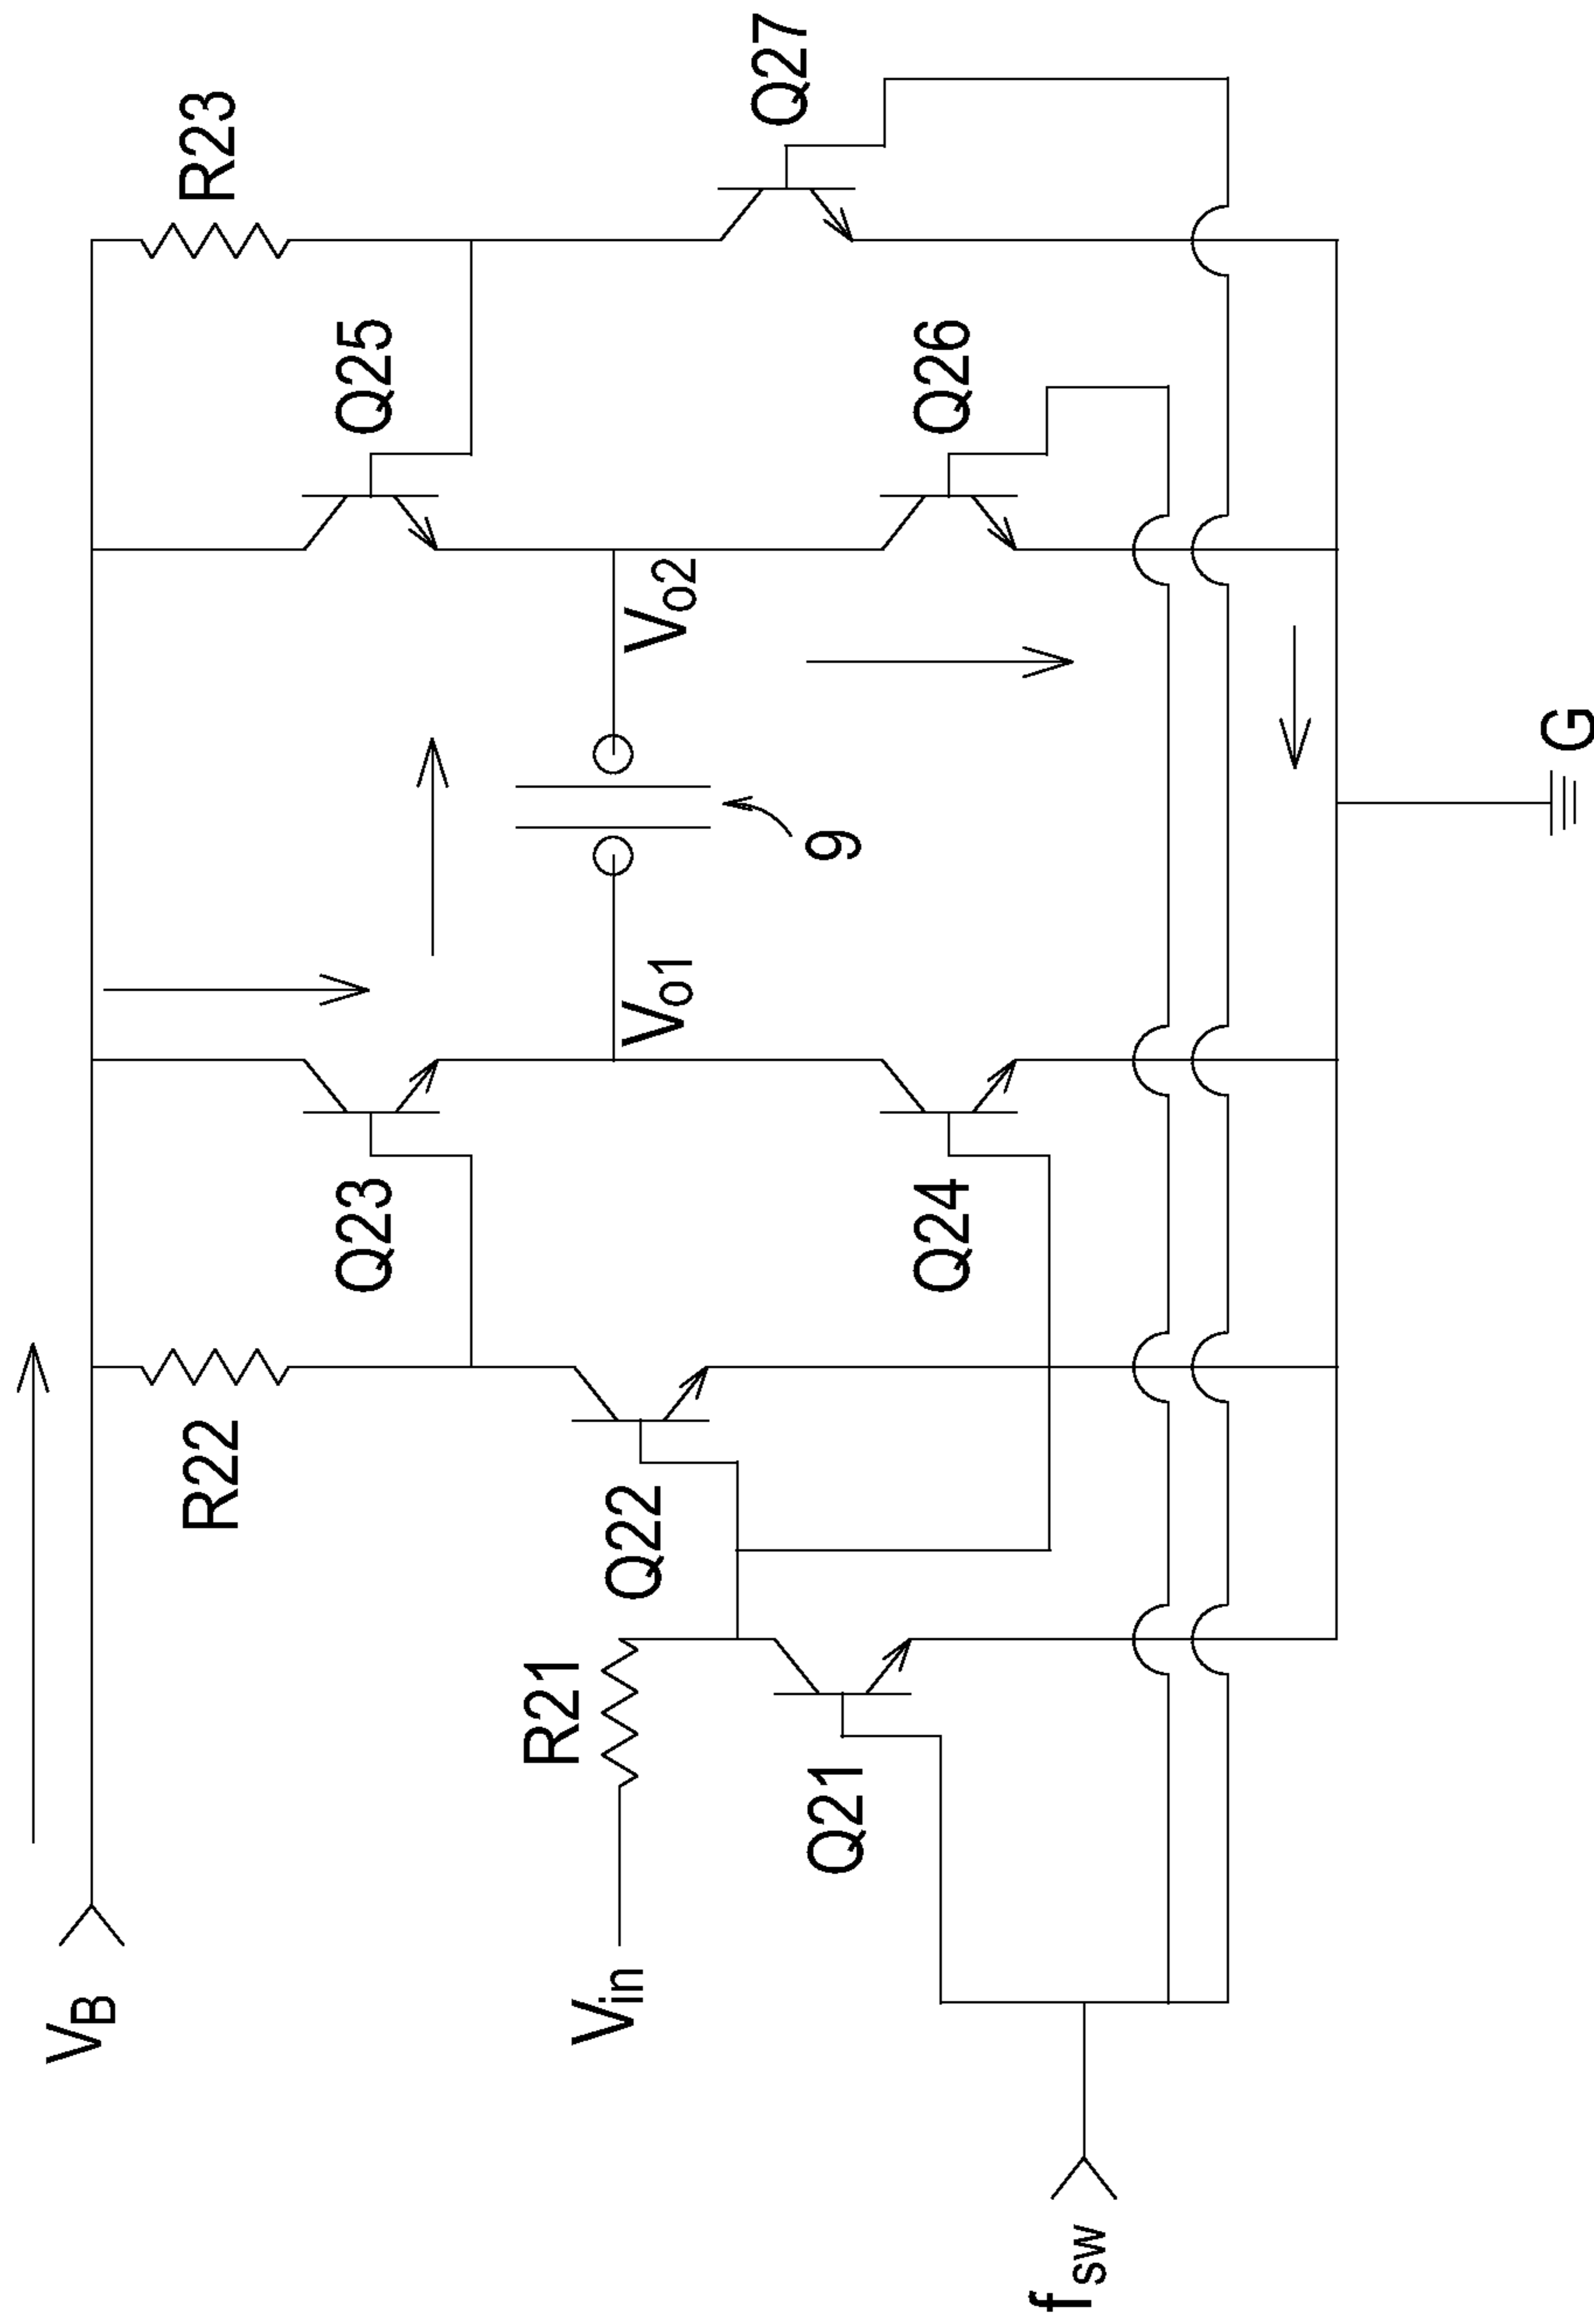 VB
R22
R23
Q23
Q25
Vin
R21
Q22
Vo1
9
Vo2
Q27
Q21
Q24
Q26
fsw
G